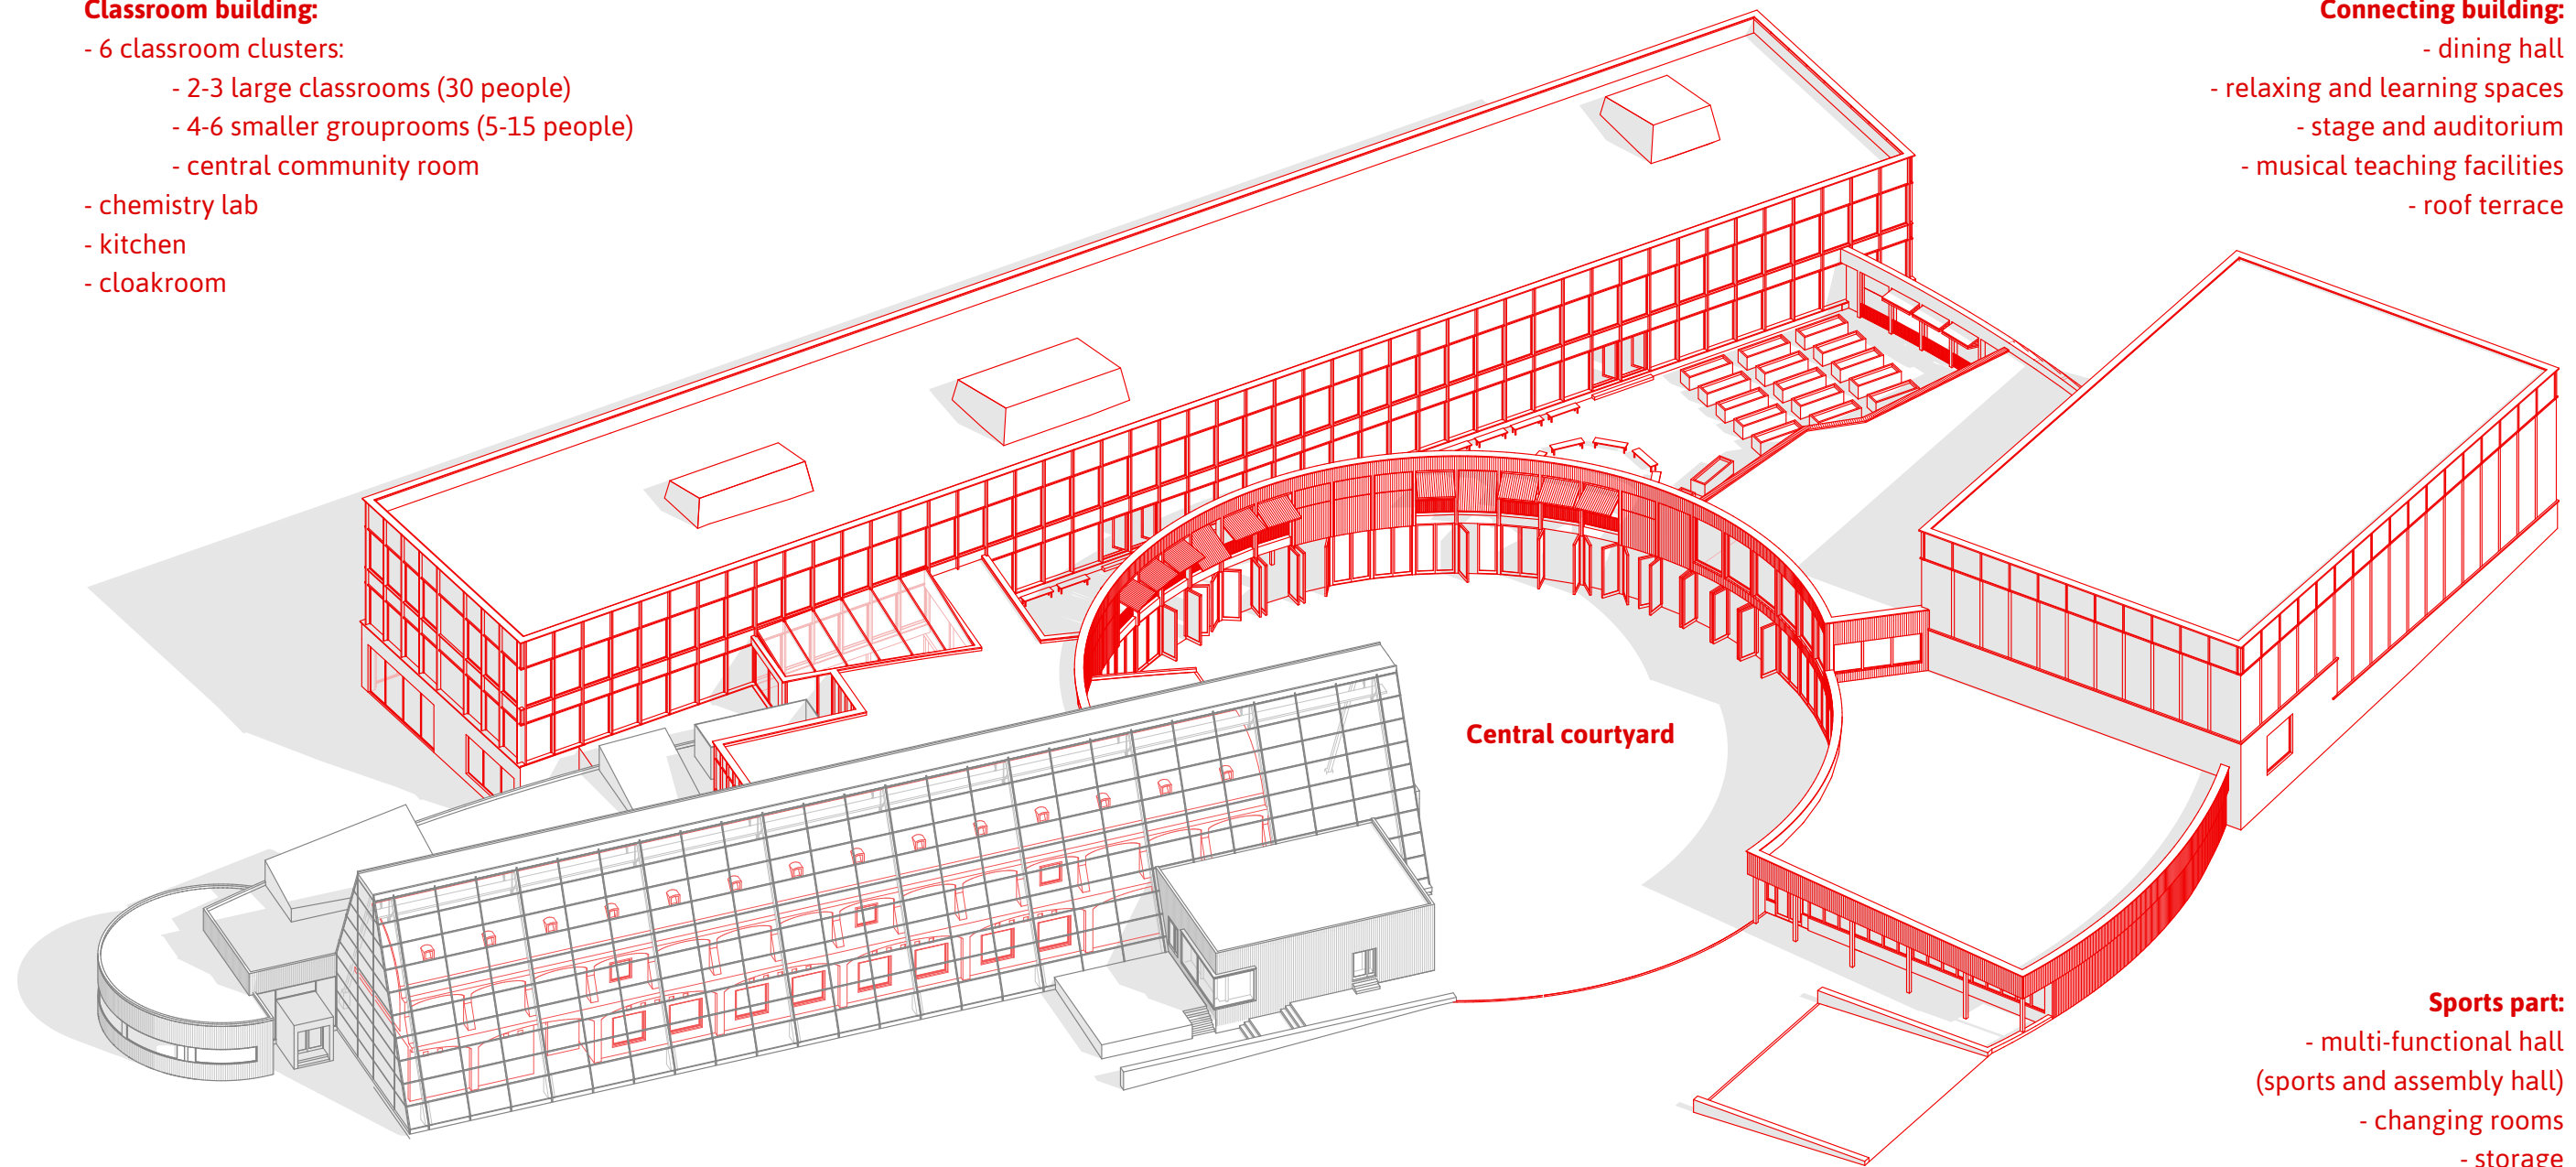 Classroom building:
- 6 classroom clusters:
- 2-3 large classrooms (30 people)
- 4-6 smaller grouprooms (5-15 people)
- central community room
- chemistry lab
- kitchen
- cloakroom
Connecting building:
- dining hall
- relaxing and learning spaces
- stage and auditorium
- musical teaching facilities
- roof terrace
Central courtyard
Sports part:
- multi-functional hall
(sports and assembly hall)
- changing rooms
- storage